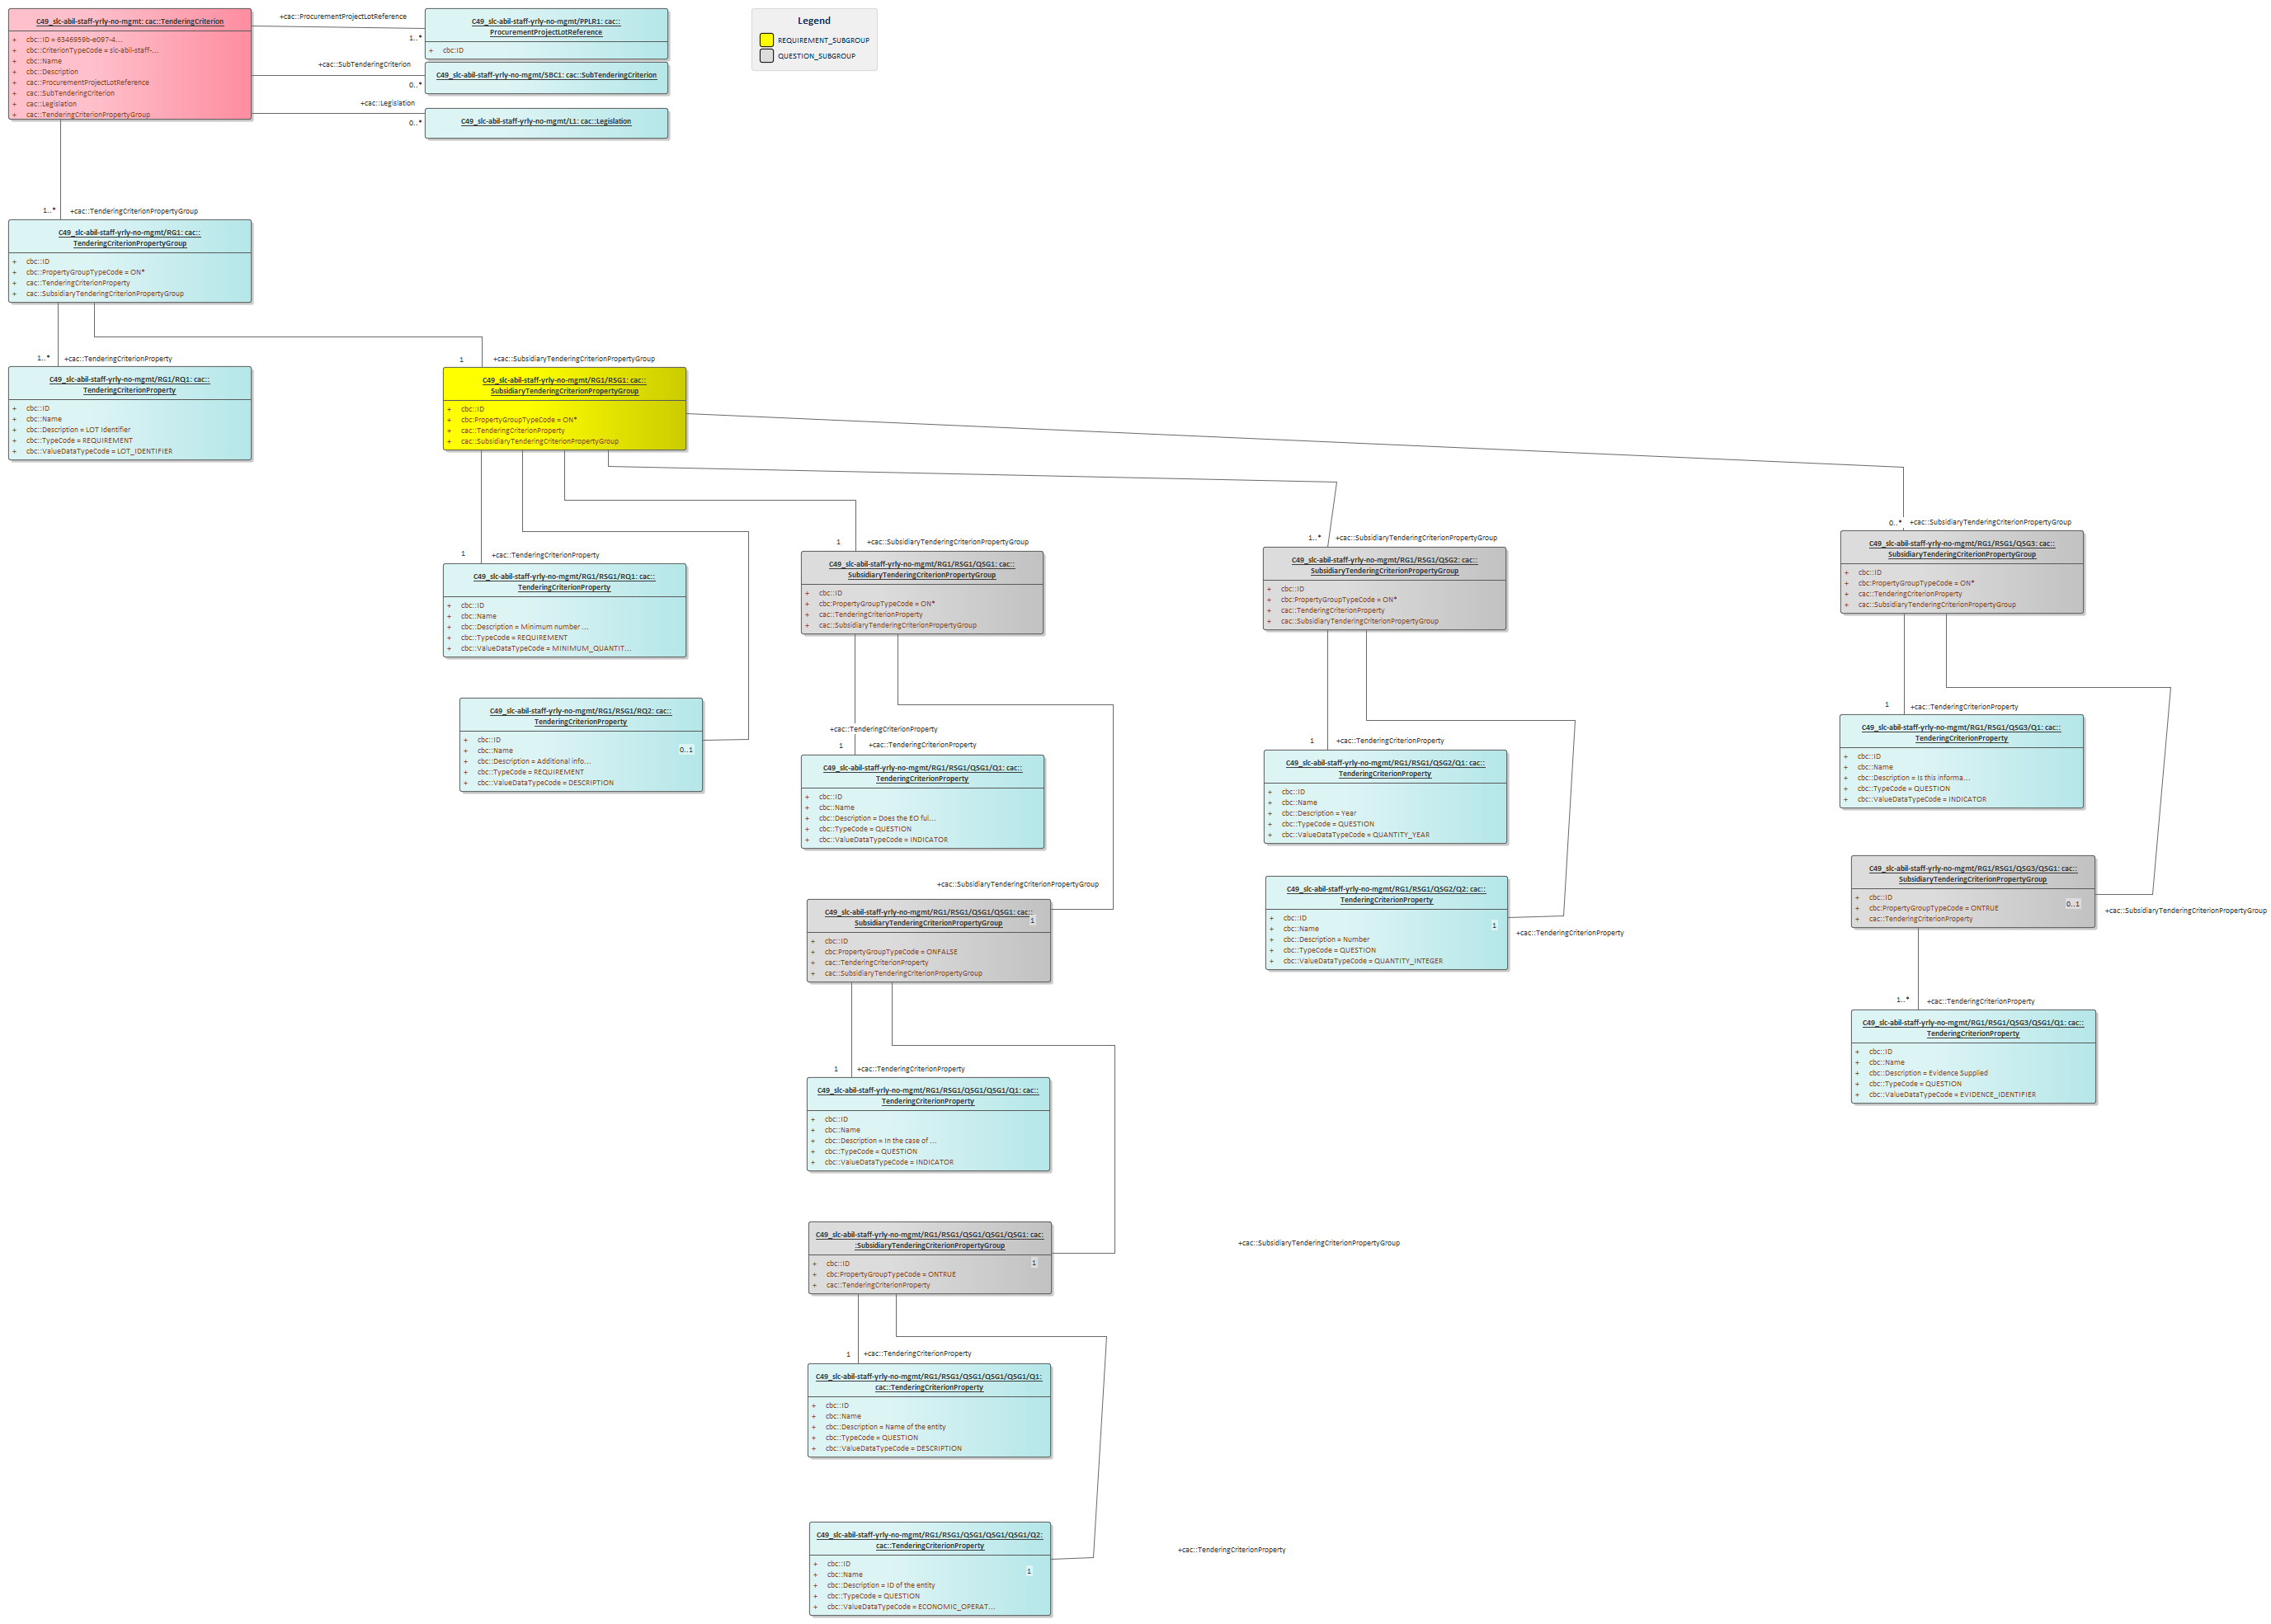 C49_slc-abil-staff-yrly-no-mgmt: cac::TenderingCriterion
+ cbc::ID = 6346959b-e097-4...
+ cbc::CriterionTypeCode = slc-abil-staff-...
+ cbc::Name
+ cbc::Description
+ cac::ProcurementProjectLotReference
+ cac::SubTenderingCriterion
+ cac::Legislation
+ cac::TenderingCriterionPropertyGroup
+cac::ProcurementProjectLotReference
1..*
C49_slc-abil-staff-yrly-no-mgmt/PPLR1: cac::
ProcurementProjectLotReference
+ cbc:ID
+cac::SubTenderingCriterion
0..*
C49_slc-abil-staff-yrly-no-mgmt/SBC1: cac::SubTenderingCriterion
+cac::Legislation
0..*
C49_slc-abil-staff-yrly-no-mgmt/L1: cac::Legislation
Legend
REQUIREMENT_SUBGROUP
QUESTION_SUBGROUP
1..* +cac::TenderingCriterionPropertyGroup
C49_slc-abil-staff-yrly-no-mgmt/RG1: cac::
TenderingCriterionPropertyGroup
+ cbc::ID
+ cbc::PropertyGroupTypeCode = ON*
+ cac::TenderingCriterionProperty
+ cac::SubsidiaryTenderingCriterionPropertyGroup
1..* +cac::TenderingCriterionProperty
C49_slc-abil-staff-yrly-no-mgmt/RG1/RQ1: cac::
TenderingCriterionProperty
+ cbc::ID
+ cbc::Name
+ cbc::Description = LOT Identifier
+ cbc::TypeCode = REQUIREMENT
+ cbc::ValueDataTypeCode = LOT_IDENTIFIER
1 +cac::SubsidiaryTenderingCriterionPropertyGroup
C49_slc-abil-staff-yrly-no-mgmt/RG1/RSG1: cac::
SubsidiaryTenderingCriterionPropertyGroup
+ cbc::ID
+ cbc:PropertyGroupTypeCode = ON*
+ cac::TenderingCriterionProperty
+ cac::SubsidiaryTenderingCriterionPropertyGroup
1 +cac::TenderingCriterionProperty
C49_slc-abil-staff-yrly-no-mgmt/RG1/RSG1/RQ1: cac::
TenderingCriterionProperty
+ cbc::ID
+ cbc::Name
+ cbc::Description = Minimum number ...
+ cbc::TypeCode = REQUIREMENT
+ cbc::ValueDataTypeCode = MINIMUM_QUANTIT...
C49_slc-abil-staff-yrly-no-mgmt/RG1/RSG1/RQ2: cac::
TenderingCriterionProperty
+ cbc::ID
+ cbc::Name
+ cbc::Description = Additional info...
+ cbc::TypeCode = REQUIREMENT
+ cbc::ValueDataTypeCode = DESCRIPTION
0..1
1 +cac::SubsidiaryTenderingCriterionPropertyGroup
C49_slc-abil-staff-yrly-no-mgmt/RG1/RSG1/QSG1: cac::
SubsidiaryTenderingCriterionPropertyGroup
+ cbc::ID
+ cbc:PropertyGroupTypeCode = ON*
+ cac::TenderingCriterionProperty
+ cac::SubsidiaryTenderingCriterionPropertyGroup
+cac::TenderingCriterionProperty
1 +cac::TenderingCriterionProperty
C49_slc-abil-staff-yrly-no-mgmt/RG1/RSG1/QSG1/Q1: cac::
TenderingCriterionProperty
+ cbc::ID
+ cbc::Name
+ cbc::Description = Does the EO ful...
+ cbc::TypeCode = QUESTION
+ cbc::ValueDataTypeCode = INDICATOR
+cac::SubsidiaryTenderingCriterionPropertyGroup
C49_slc-abil-staff-yrly-no-mgmt/RG1/RSG1/QSG1/QSG1: cac::
SubsidiaryTenderingCriterionPropertyGroup
1
+ cbc::ID
+ cbc:PropertyGroupTypeCode = ONFALSE
+ cac::TenderingCriterionProperty
+ cac::SubsidiaryTenderingCriterionPropertyGroup
1 +cac::TenderingCriterionProperty
C49_slc-abil-staff-yrly-no-mgmt/RG1/RSG1/QSG1/QSG1/Q1: cac::
TenderingCriterionProperty
+ cbc::ID
+ cbc::Name
+ cbc::Description = In the case of ...
+ cbc::TypeCode = QUESTION
+ cbc::ValueDataTypeCode = INDICATOR
C49_slc-abil-staff-yrly-no-mgmt/RG1/RSG1/QSG1/QSG1/QSG1: cac:
:SubsidiaryTenderingCriterionPropertyGroup
+ cbc::ID
+ cbc:PropertyGroupTypeCode = ONTRUE
+ cac::TenderingCriterionProperty
1
+cac::SubsidiaryTenderingCriterionPropertyGroup
1 +cac::TenderingCriterionProperty
C49_slc-abil-staff-yrly-no-mgmt/RG1/RSG1/QSG1/QSG1/QSG1/Q1:
cac::TenderingCriterionProperty
+ cbc::ID
+ cbc::Name
+ cbc::Description = Name of the entity
+ cbc::TypeCode = QUESTION
+ cbc::ValueDataTypeCode = DESCRIPTION
C49_slc-abil-staff-yrly-no-mgmt/RG1/RSG1/QSG1/QSG1/QSG1/Q2:
cac::TenderingCriterionProperty
+ cbc::ID
+ cbc::Name
+ cbc::Description = ID of the entity
+ cbc::TypeCode = QUESTION
+ cbc::ValueDataTypeCode = ECONOMIC_OPERAT...
1
+cac::TenderingCriterionProperty
1..* +cac::SubsidiaryTenderingCriterionPropertyGroup
C49_slc-abil-staff-yrly-no-mgmt/RG1/RSG1/QSG2: cac::
SubsidiaryTenderingCriterionPropertyGroup
+ cbc::ID
+ cbc:PropertyGroupTypeCode = ON*
+ cac::TenderingCriterionProperty
+ cac::SubsidiaryTenderingCriterionPropertyGroup
1 +cac::TenderingCriterionProperty
C49_slc-abil-staff-yrly-no-mgmt/RG1/RSG1/QSG2/Q1: cac::
TenderingCriterionProperty
+ cbc::ID
+ cbc::Name
+ cbc::Description = Year
+ cbc::TypeCode = QUESTION
+ cbc::ValueDataTypeCode = QUANTITY_YEAR
C49_slc-abil-staff-yrly-no-mgmt/RG1/RSG1/QSG2/Q2: cac::
TenderingCriterionProperty
+ cbc::ID
+ cbc::Name
+ cbc::Description = Number
+ cbc::TypeCode = QUESTION
+ cbc::ValueDataTypeCode = QUANTITY_INTEGER
1
+cac::TenderingCriterionProperty
0..* +cac::SubsidiaryTenderingCriterionPropertyGroup
C49_slc-abil-staff-yrly-no-mgmt/RG1/RSG1/QSG3: cac::
SubsidiaryTenderingCriterionPropertyGroup
+ cbc::ID
+ cbc:PropertyGroupTypeCode = ON*
+ cac::TenderingCriterionProperty
+ cac::SubsidiaryTenderingCriterionPropertyGroup
1 +cac::TenderingCriterionProperty
C49_slc-abil-staff-yrly-no-mgmt/RG1/RSG1/QSG3/Q1: cac::
TenderingCriterionProperty
+ cbc::ID
+ cbc::Name
+ cbc::Description = Is this informa...
+ cbc::TypeCode = QUESTION
+ cbc::ValueDataTypeCode = INDICATOR
C49_slc-abil-staff-yrly-no-mgmt/RG1/RSG1/QSG3/QSG1: cac::
SubsidiaryTenderingCriterionPropertyGroup
+ cbc::ID
+ cbc:PropertyGroupTypeCode = ONTRUE
+ cac::TenderingCriterionProperty
0..1
+cac::SubsidiaryTenderingCriterionPropertyGroup
1..* +cac::TenderingCriterionProperty
C49_slc-abil-staff-yrly-no-mgmt/RG1/RSG1/QSG3/QSG1/Q1: cac::
TenderingCriterionProperty
+ cbc::ID
+ cbc::Name
+ cbc::Description = Evidence Supplied
+ cbc::TypeCode = QUESTION
+ cbc::ValueDataTypeCode = EVIDENCE_IDENTIFIER